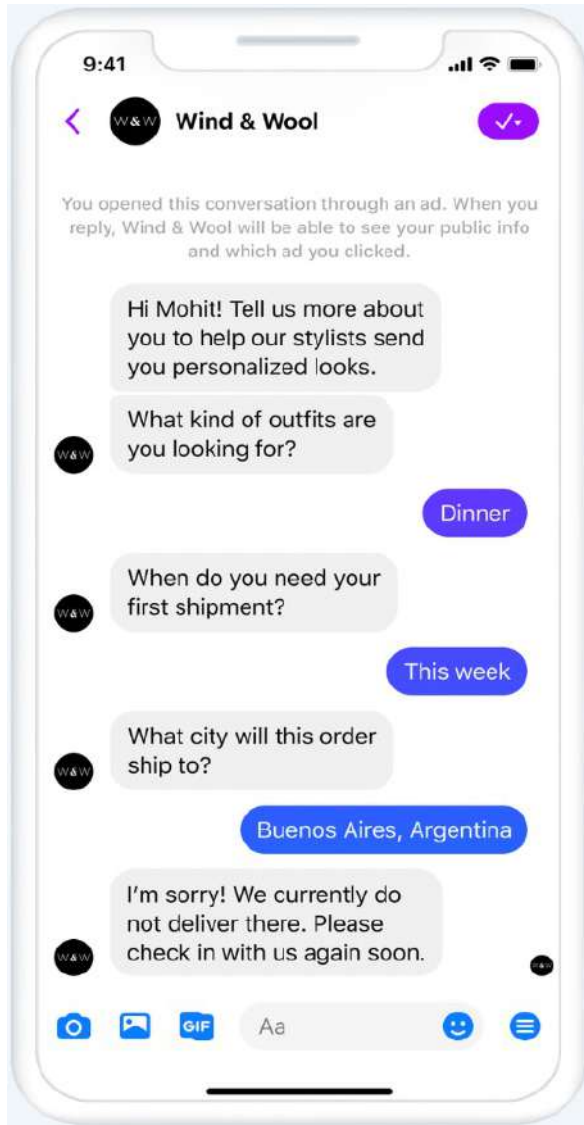 9:41
W&W
Wind & Wool
You opened this conversation through an ad. When you
reply, Wind & Wool will be able to see your public info
and which ad you clicked.
Hi Mohit! Tell us more about
you to help our stylists send
you personalized looks.
What kind of outfits are
you looking for?
W&W
Dinner
When do you need your
first shipment?
W&W
This week
What city will this order
ship to?
W&W
Buenos Aires, Argentina
I'm sorry! We currently do
not deliver there. Please
check in with us again soon.
W&W
W&W
GIF
Aa